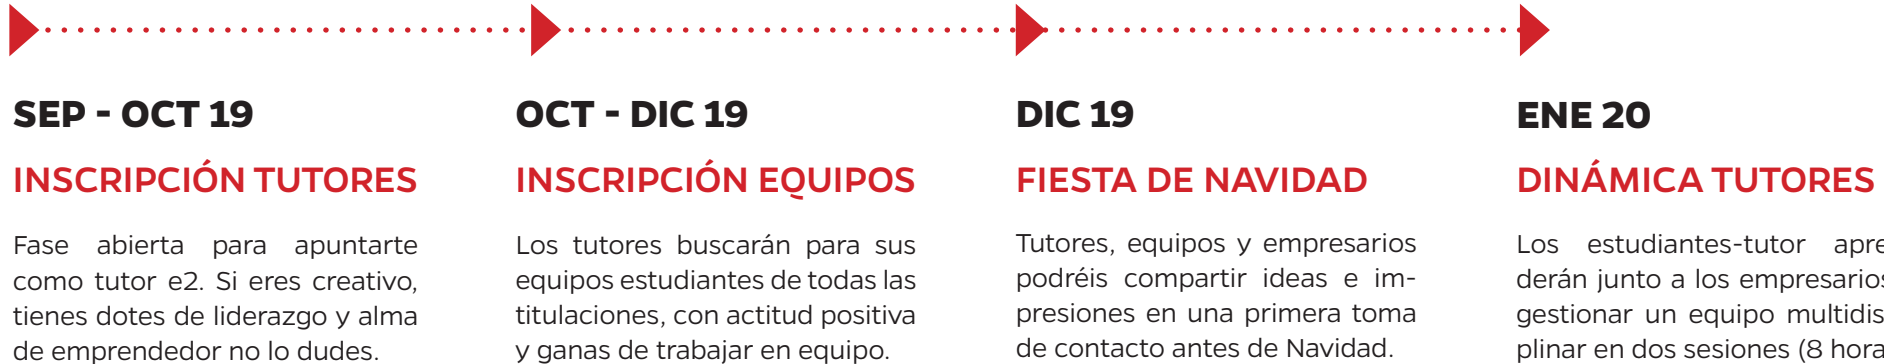 SEP - OCT 19
INSCRIPCIÓN TUTORES
Fase abierta para apuntarte
como tutor e2. Si eres creativo,
tienes dotes de liderazgo y alma
de emprendedor no lo dudes.
OCT - DIC 19
INSCRIPCIÓN EQUIPOS
Los tutores buscarán para sus
equipos estudiantes de todas las
titulaciones, con actitud positiva
y ganas de trabajar en equipo.
DIC 19
FIESTA DE NAVIDAD
Tutores, equipos y empresarios
podréis compartir ideas e im-
presiones en una primera toma
de contacto antes de Navidad.
ENE 20
DINÁMICA TUTORES
Los estudiantes-tutor apre
derán junto a los empresarios
gestionar un equipo multidis
plinar en dos sesiones (8 hora